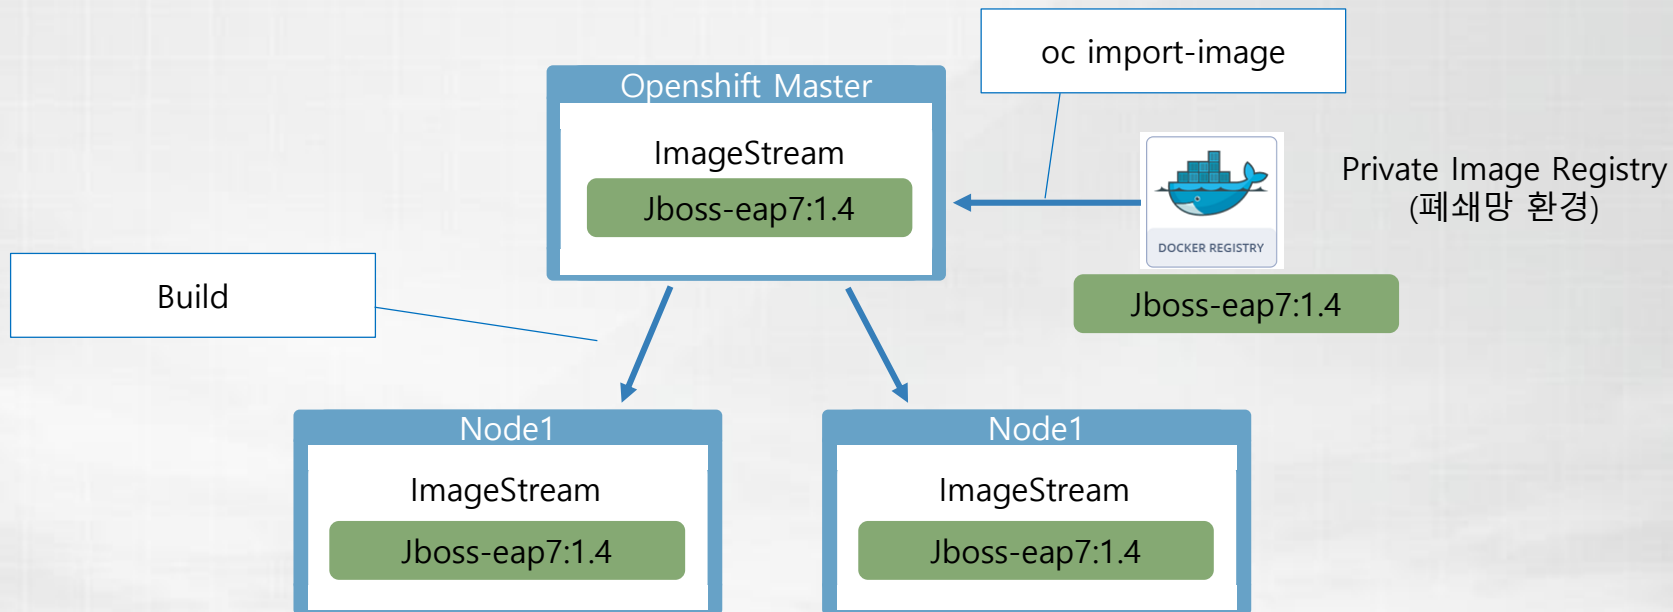 oc import-image
Openshift Master
ImageStream
Jboss-eap7:1.4
DOCKER REGISTRY
Private Image Registry
(폐쇄망 환경)
Jboss-eap7:1.4
Build
Node1
ImageStream
Jboss-eap7:1.4
Node1
ImageStream
Jboss-eap7:1.4